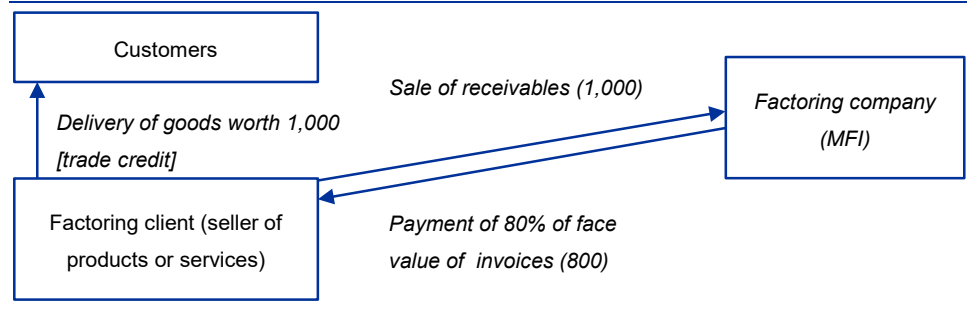 Customers
Sale of receivables (1,000)
Factoring company
(MFI)
Delivery of goods worth 1,000
[trade credit]
Factoring client (seller of
products or services)
Payment of 80% of face
value of invoices (800)